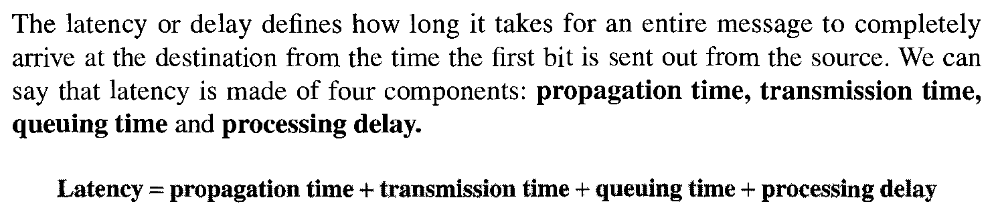 The latency or delay defines how long it takes for an entire message to completely
arrive at the destination from the time the first bit is sent out from the source. We can
say that latency is made of four components: propagation time, transmission time,
queuing time and processing delay.
Latency = propagation time + transmission time + queuing time + processing delay